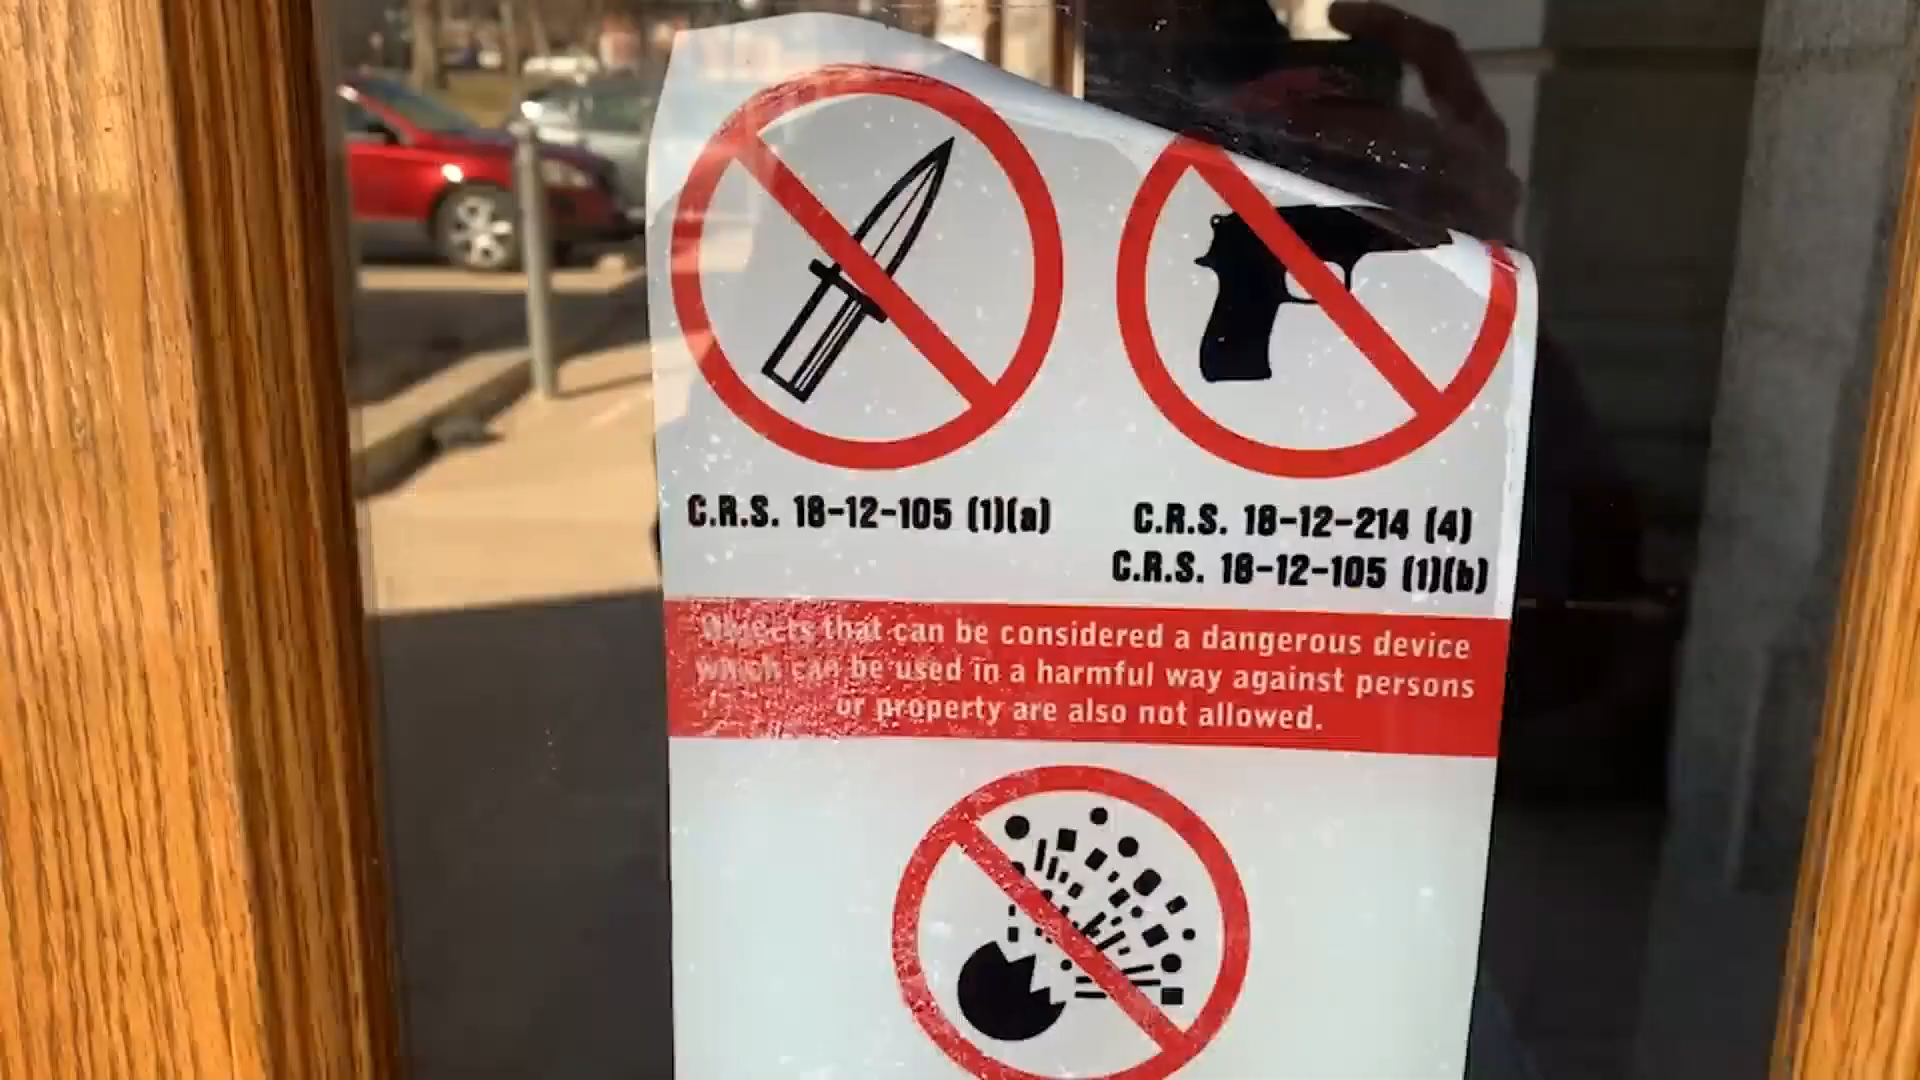 C.R.S. 18-12-105 (1)(a)
C.R.S. 18-12-214 (4)
C.R.S. 18-12-105 (1)(b)
Objects that can be considered a dangerous device
which can be used in a harmful way against persons
or property are also not allowed.